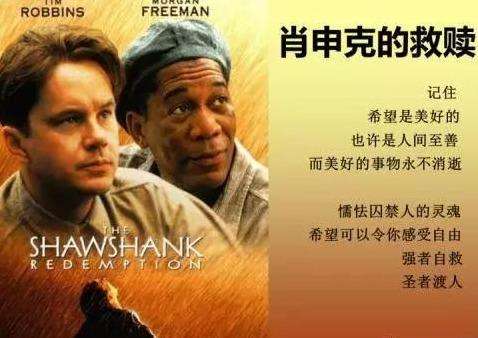 TIM
ROBBINS
MORGAN
FREEMAN
THE
SHAWSHANK
REDEMPTION
肖申克的救赎
记住
希望是美好的
也许是人间至善
而美好的事物永不消逝
懦怯囚禁人的灵魂
希望可以令你感受自由
强者自救
圣者渡人